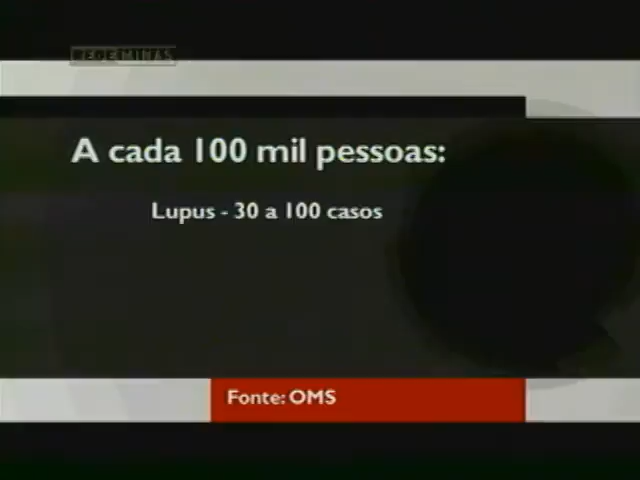 REDE MINAS
A cada 100 mil pessoas:
Lupus - 30 a 100 casos
Fonte: OMS